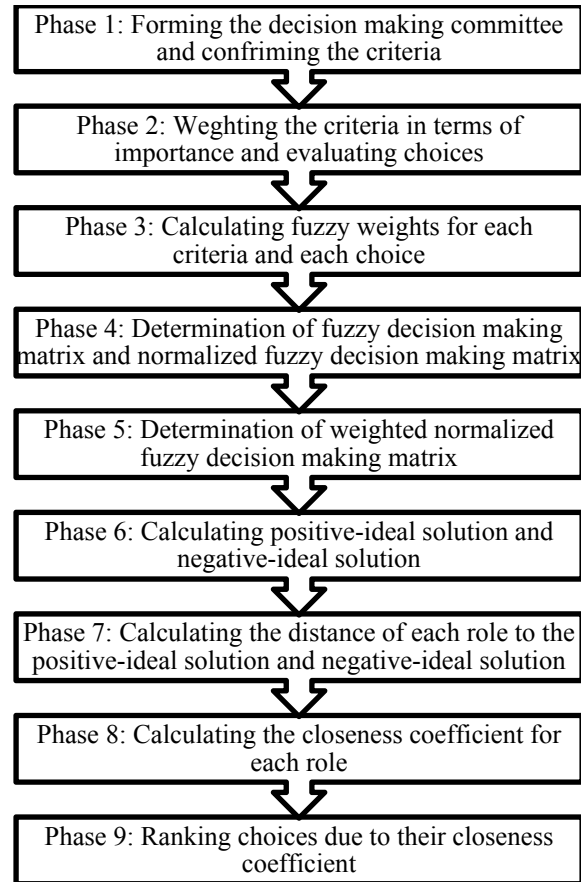 Phase 1: Forming the decision making committee
and confriming the criteria
Phase 2: Weghting the criteria in terms of
importance and evaluating choices
Phase 3: Calculating fuzzy weights for each
criteria and each choice
Phase 4: Determination of fuzzy decision making
matrix and normalized fuzzy decision making matrix
Phase 5: Determination of weighted normalized
fuzzy decision making matrix
Phase 6: Calculating positive-ideal solution and
negative-ideal solution
Phase 7: Calculating the distance of each role to the
positive-ideal solution and negative-ideal solution
Phase 8: Calculating the closeness coefficient for
each role
Phase 9: Ranking choices due to their closeness
coefficient